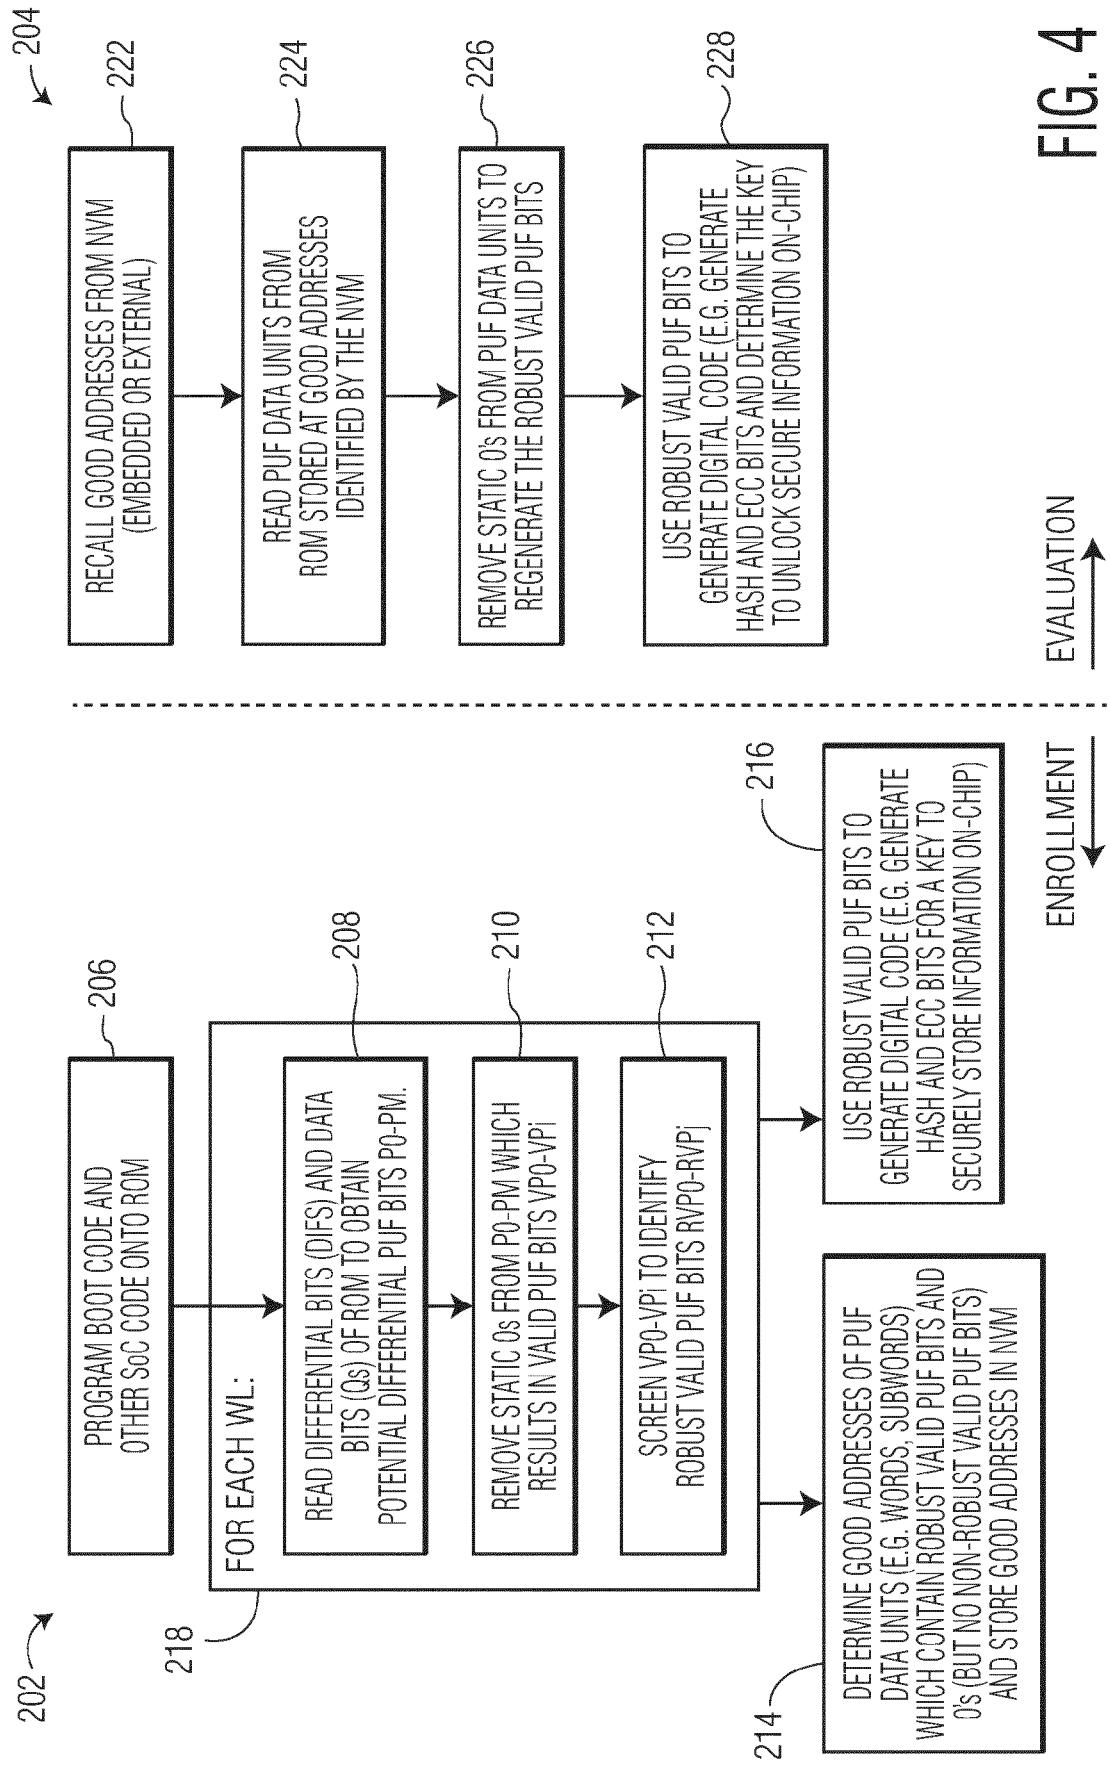 202
206
PROGRAM BOOT CODE AND
OTHER SoC CODE ONTO ROM
218
FOR EACH WL:
208
READ DIFFERENTIAL BITS (DIFS) AND DATA
BITS (QS) OF ROM TO OBTAIN
POTENTIAL DIFFERENTIAL PUF BITS P0-PM.
210
REMOVE STATIC 0s FROM P0-PM WHICH
RESULTS IN VALID PUF BITS VP0-VPi
212
SCREEN VP0-VPi TO IDENTIFY
ROBUST VALID PUF BITS RVP0-RVPj
214
DETERMINE GOOD ADDRESSES OF PUF
DATA UNITS (E.G. WORDS, SUBWORDS)
WHICH CONTAIN ROBUST VALID PUF BITS AND
0's (BUT NO NON-ROBUST VALID PUF BITS)
AND STORE GOOD ADDRESSES IN NVM
216
USE ROBUST VALID PUF BITS TO
GENERATE DIGITAL CODE (E.G. GENERATE
HASH AND ECC BITS FOR A KEY TO
SECURELY STORE INFORMATION ON-CHIP)
ENROLLMENT
204
222
RECALL GOOD ADDRESSES FROM NVM
(EMBEDDED OR EXTERNAL)
224
READ PUF DATA UNITS FROM
ROM STORED AT GOOD ADDRESSES
IDENTIFIED BY THE NVM
226
REMOVE STATIC 0'S FROM PUF DATA UNITS TO
REGENERATE THE ROBUST VALID PUF BITS
228
USE ROBUST VALID PUF BITS TO
GENERATE DIGITAL CODE (E.G. GENERATE
HASH AND ECC BITS AND DETERMINE THE KEY
TO UNLOCK SECURE INFORMATION ON-CHIP)
EVALUATION
FIG. 4